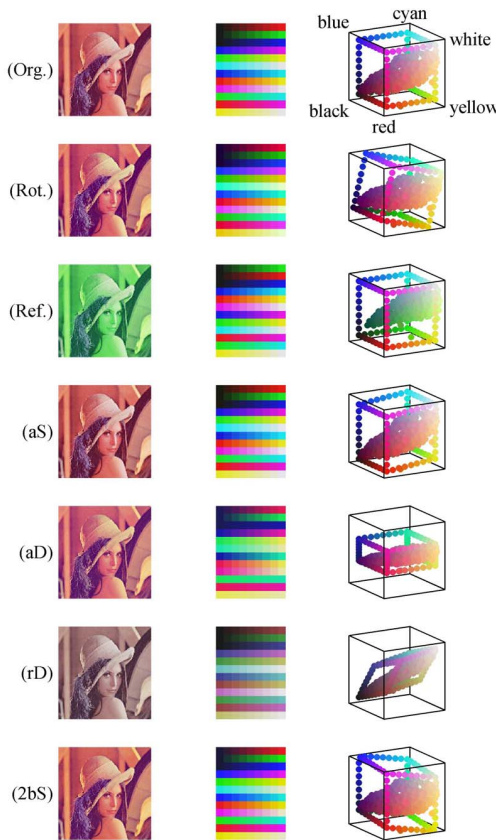 blue cyan
(Org.) white
black yellow
red
(Rot.)
(Ref.)
(aS)
(aD)
(rD)
(2bS)